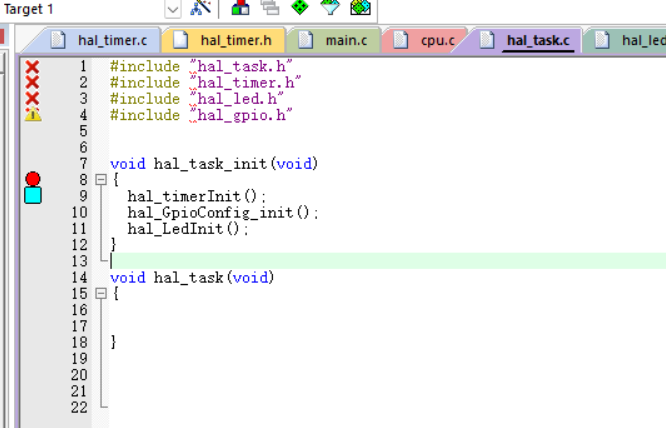 Target 1
hal_timer.c hal_timer.h main.c cpu.c hal_task.c hal_led
1 #include "hal_task.h"
2 #include "hal_timer.h"
3 #include "hal_led.h"
4 #include "hal_gpio.h"
5
6
7 void hal_task_init(void)
8 {
9 hal_timerInit();
10 hal_GpioConfig_init();
11 hal_LedInit();
12 }
13
14 void hal_task(void)
15 {
16
17
18 }
19
20
21
22